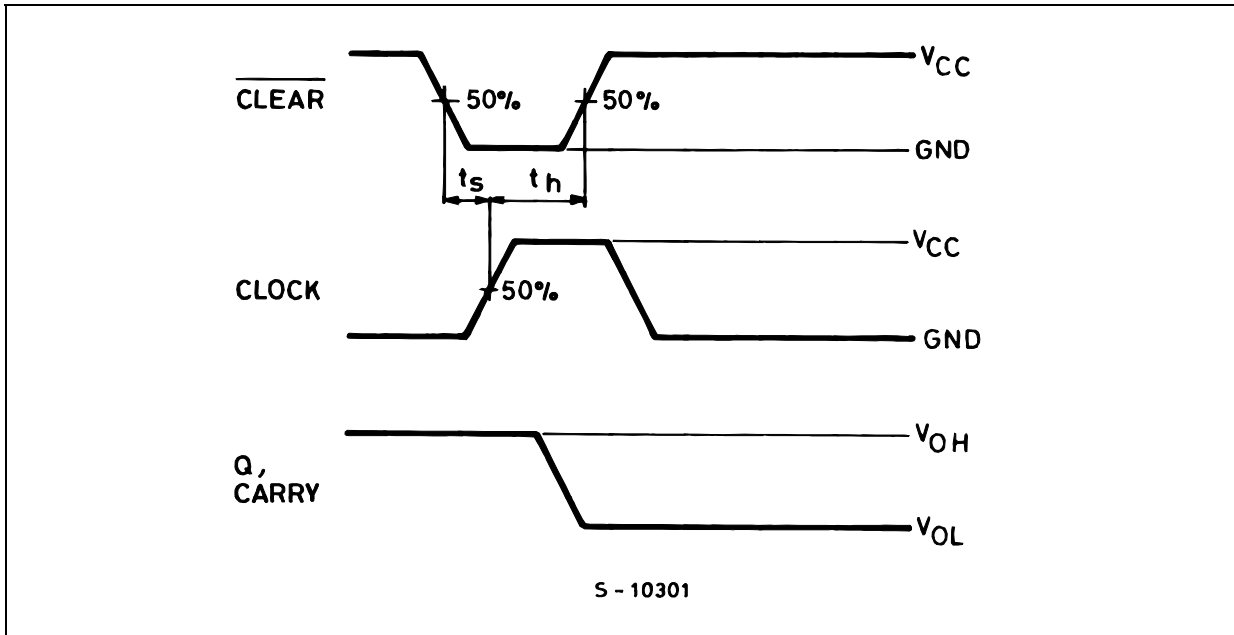 VCC
CLEAR
50%
50%
GND
ts
th
VCC
CLOCK
50%
GND
VOH
Q,
CARRY
VOL
S - 10301